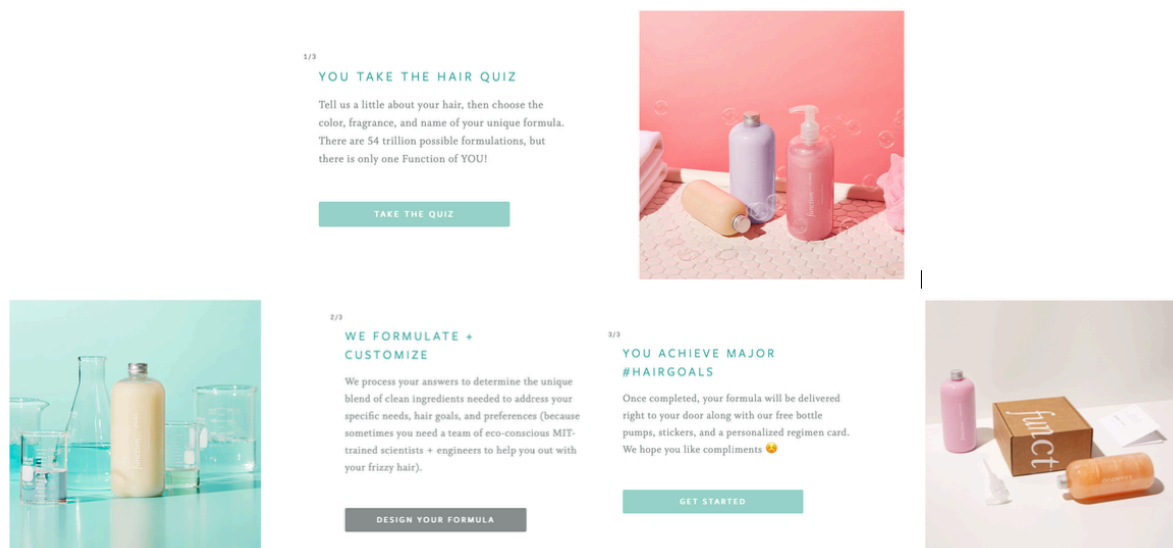 1/3
YOU TAKE THE HAIR QUIZ
Tell us a little about your hair, then choose the
color, fragrance, and name of your unique formula.
There are 54 trillion possible formulations, but
there is only one Function of YOU!
TAKE THE QUIZ
function
2/3
WE FORMULATE +
CUSTOMIZE
We process your answers to determine the unique
blend of clean ingredients needed to address your
specific needs, hair goals, and preferences (because
sometimes you need a team of eco-conscious MIT-
trained scientists + engineers to help you out with
your frizzy hair).
DESIGN YOUR FORMULA
3/3
YOU ACHIEVE MAJOR
#HAIRGOALS
Once completed, your formula will be delivered
right to your door along with our free bottle
pumps, stickers, and a personalized regimen card.
We hope you like compliments 😊
GET STARTED
funct